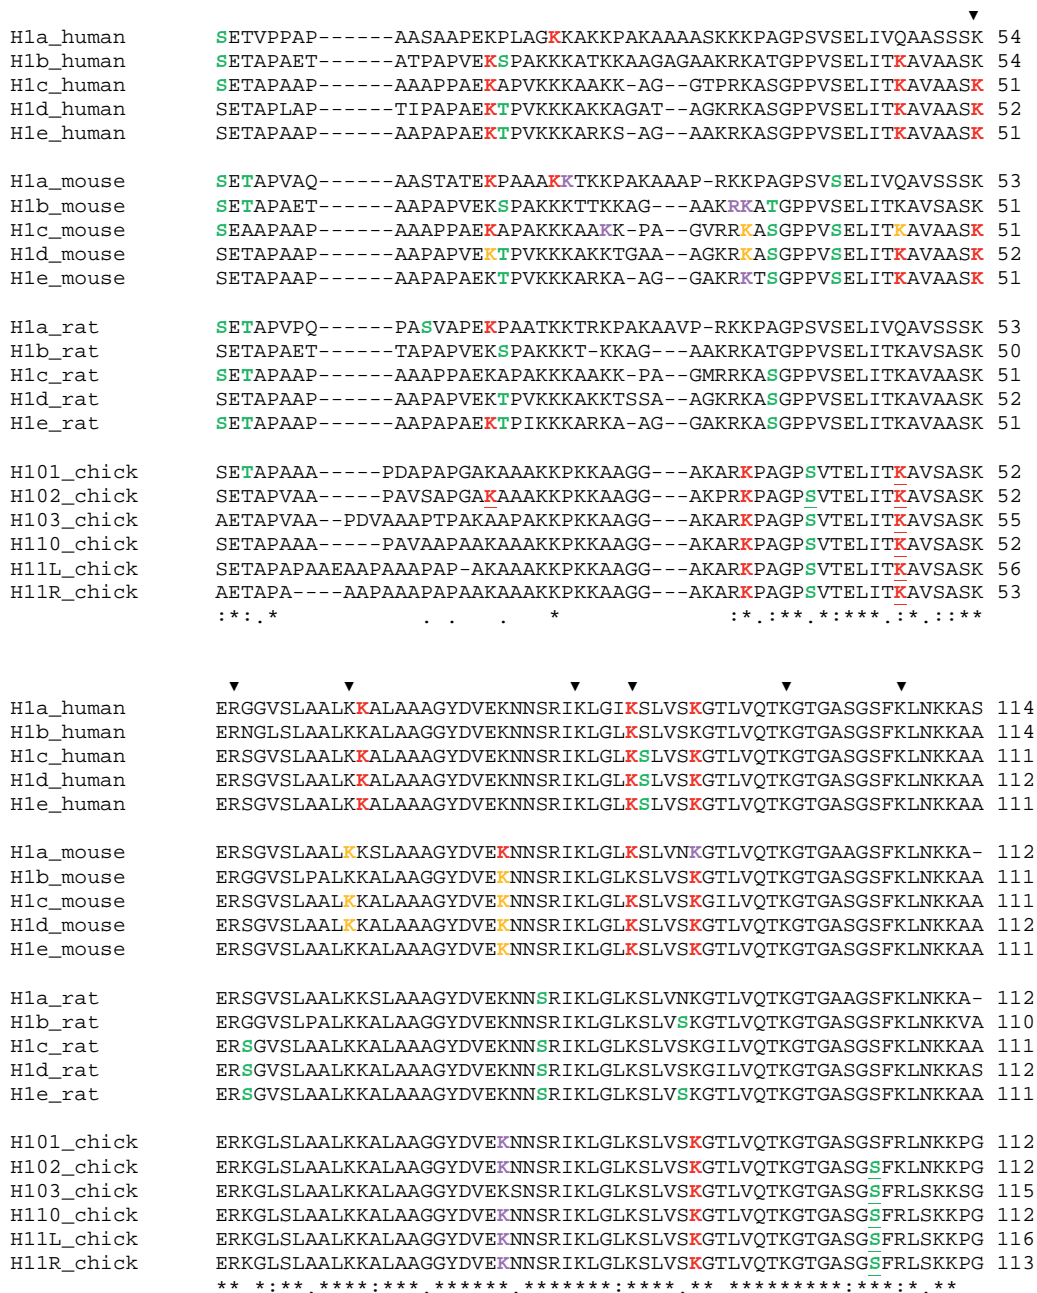 ▼
H1a_human SETVPPAP------AASAAPEKPLAGKKAKKPAKAAAASKKKPAGPSVSELIVQAASSSK 54
H1b_human SETAPAET------ATPAPVEKSPAKKKATKKAAGAGAAKRKATGPPVSELITKAVAASK 54
H1c_human SETAPAAP------AAAPPAEKAPVKKKAAKK-AG--GTPRKASGPPVSELITKAVAASK 51
H1d_human SETAPLAP------TIPAPAEKTPVKKKAKKAGAT--AGKRKASGPPVSELITKAVAASK 52
H1e_human SETAPAAP------AAPAPAEKTPVKKKARKS-AG--AAKRKASGPPVSELITKAVAASK 51
H1a_mouse SETAPVAQ------AASTATEKPAAAKKTKKPAKAAAP-RKKPAGPSVSELIVQAVSSSK 53
H1b_mouse SETAPAET------AAPAPVEKSPAKKKTTKKAG---AAKRKATGPPVSELITKAVSASK 51
H1c_mouse SEAAPAAP------AAAPPAEKAPAKKKAAKK-PA--GVRRKASGPPVSELITKAVAASK 51
H1d_mouse SETAPAAP------AAPAPVEKTPVKKKAKKTGAA--AGKRKASGPPVSELITKAVAASK 52
H1e_mouse SETAPAAP------AAPAPAEKTPVKKKARKA-AG--GAKRKTSGPPVSELITKAVAASK 51
H1a_rat SETAPVPQ------PASVAPEKPAATKKTRKPAKAAVP-RKKPAGPSVSELIVQAVSSSK 53
H1b_rat SETAPAET------TAPAPVEKSPAKKKT-KKAG---AAKRKATGPPVSELITKAVSASK 50
H1c_rat SETAPAAP------AAAPPAEKAPAKKKAAKK-PA--GMRRKASGPPVSELITKAVAASK 51
H1d_rat SETAPAAP------AAPAPVEKTPVKKKAKKTSSA--AGKRKASGPPVSELITKAVAASK 52
H1e_rat SETAPAAP------AAPAPAEKTPIKKKARKA-AG--GAKRKASGPPVSELITKAVAASK 51
H101_chick SETAPAAA-----PDAPAPGAKAAAKKPKKAAGG---AKARKPAGPSVTELITKAVSASK 52
H102_chick SETAPVAA-----PAVSAPGAKAAAKKPKKAAGG---AKPRKPAGPSVTELITKAVSASK 52
H103_chick AETAPVAA--PDVAAAPTPAKAAPAKKPKKAAGG---AKARKPAGPSVTELITKAVSASK 55
H110_chick SETAPAAA-----PAVAAPAAKAAAKKPKKAAGG---AKARKPAGPSVTELITKAVSASK 52
H11L_chick SETAPAPAAEAAPAAAPAP-AKAAAKKPKKAAGG---AKARKPAGPSVTELITKAVSASK 56
H11R_chick AETAPA----AAPAAAPAPAAKAAAKKPKKAAGG---AKARKPAGPSVTELITKAVSASK 53
:*:.* . . . * :*.:**.*:***.:*.::**
▼ ▼ ▼ ▼ ▼ ▼
H1a_human ERGGVSLAALKKALAAAGYDVEKNNSRIKLGIKSLVSKGTLVQTKGTGASGSFKLNKKAS 114
H1b_human ERNGLSLAALKKALAAGGYDVEKNNSRIKLGLKSLVSKGTLVQTKGTGASGSFKLNKKAA 114
H1c_human ERSGVSLAALKKALAAAGYDVEKNNSRIKLGLKSLVSKGTLVQTKGTGASGSFKLNKKAA 111
H1d_human ERSGVSLAALKKALAAAGYDVEKNNSRIKLGLKSLVSKGTLVQTKGTGASGSFKLNKKAA 112
H1e_human ERSGVSLAALKKALAAAGYDVEKNNSRIKLGLKSLVSKGTLVQTKGTGASGSFKLNKKAA 111
H1a_mouse ERSGVSLAALKKSLAAAGYDVEKNNSRIKLGLKSLVNKGTLVQTKGTGAAGSFKLNKKA- 112
H1b_mouse ERGGVSLPALKKALAAGGYDVEKNNSRIKLGLKSLVSKGTLVQTKGTGASGSFKLNKKAA 111
H1c_mouse ERSGVSLAALKKALAAAGYDVEKNNSRIKLGLKSLVSKGILVQTKGTGASGSFKLNKKAA 111
H1d_mouse ERSGVSLAALKKALAAAGYDVEKNNSRIKLGLKSLVSKGTLVQTKGTGASGSFKLNKKAA 112
H1e_mouse ERSGVSLAALKKALAAAGYDVEKNNSRIKLGLKSLVSKGTLVQTKGTGASGSFKLNKKAA 111
H1a_rat ERSGVSLAALKKSLAAAGYDVEKNNSRIKLGLKSLVNKGTLVQTKGTGAAGSFKLNKKA- 112
H1b_rat ERGGVSLPALKKALAAGGYDVEKNNSRIKLGLKSLVSKGTLVQTKGTGASGSFKLNKKVA 110
H1c_rat ERSGVSLAALKKALAAAGYDVEKNNSRIKLGLKSLVSKGILVQTKGTGASGSFKLNKKAA 111
H1d_rat ERSGVSLAALKKALAAAGYDVEKNNSRIKLGLKSLVSKGILVQTKGTGASGSFKLNKKAS 112
H1e_rat ERSGVSLAALKKALAAAGYDVEKNNSRIKLGLKSLVSKGTLVQTKGTGASGSFKLNKKAA 111
H101_chick ERKGLSLAALKKALAAGGYDVEKNNSRIKLGLKSLVSKGTLVQTKGTGASGSFRLNKKPG 112
H102_chick ERKGLSLAALKKALAAGGYDVEKNNSRIKLGLKSLVSKGTLVQTKGTGASGSFKLNKKPG 112
H103_chick ERKGLSLAALKKALAAGGYDVEKSNSRIKLGLKSLVSKGTLVQTKGTGASGSFRLSKKSG 115
H110_chick ERKGLSLAALKKALAAGGYDVEKNNSRIKLGLKSLVSKGTLVQTKGTGASGSFRLSKKPG 112
H11L_chick ERKGLSLAALKKALAAGGYDVEKNNSRIKLGLKSLVSKGTLVQTKGTGASGSFRLSKKPG 116
H11R_chick ERKGLSLAALKKALAAGGYDVEKNNSRIKLGLKSLVSKGTLVQTKGTGASGSFRLNKKPG 113
** *:**.****:***.******.*******:****.** *********:***:*.**